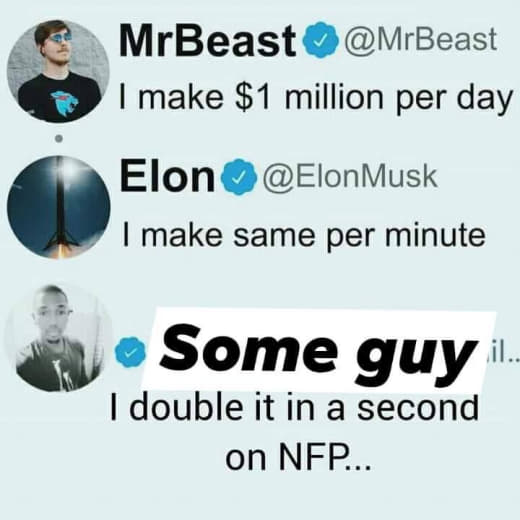 MrBeast @MrBeast
I make $1 million per day
Elon @ElonMusk
I make same per minute
Some guy il..
I double it in a second
on NFP...